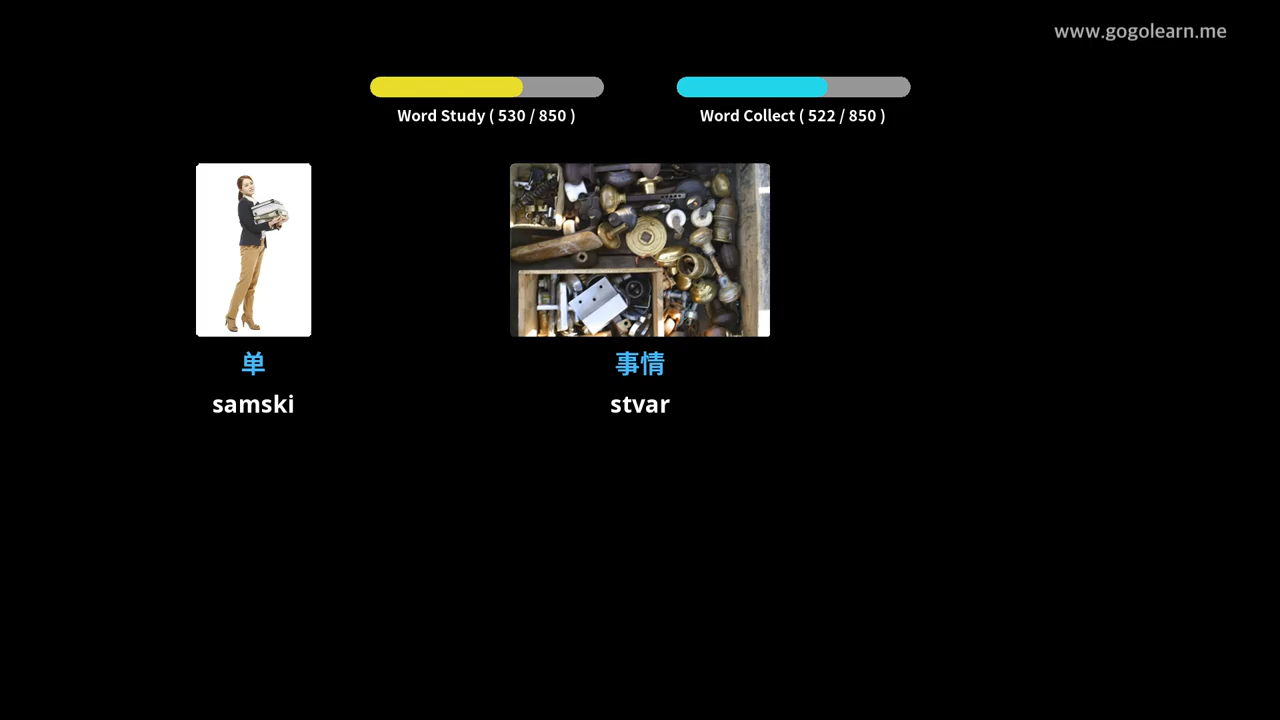 www.gogolearn.me
Word Study ( 530 / 850 )
Word Collect ( 522 / 850 )
单
samski
事情
stvar